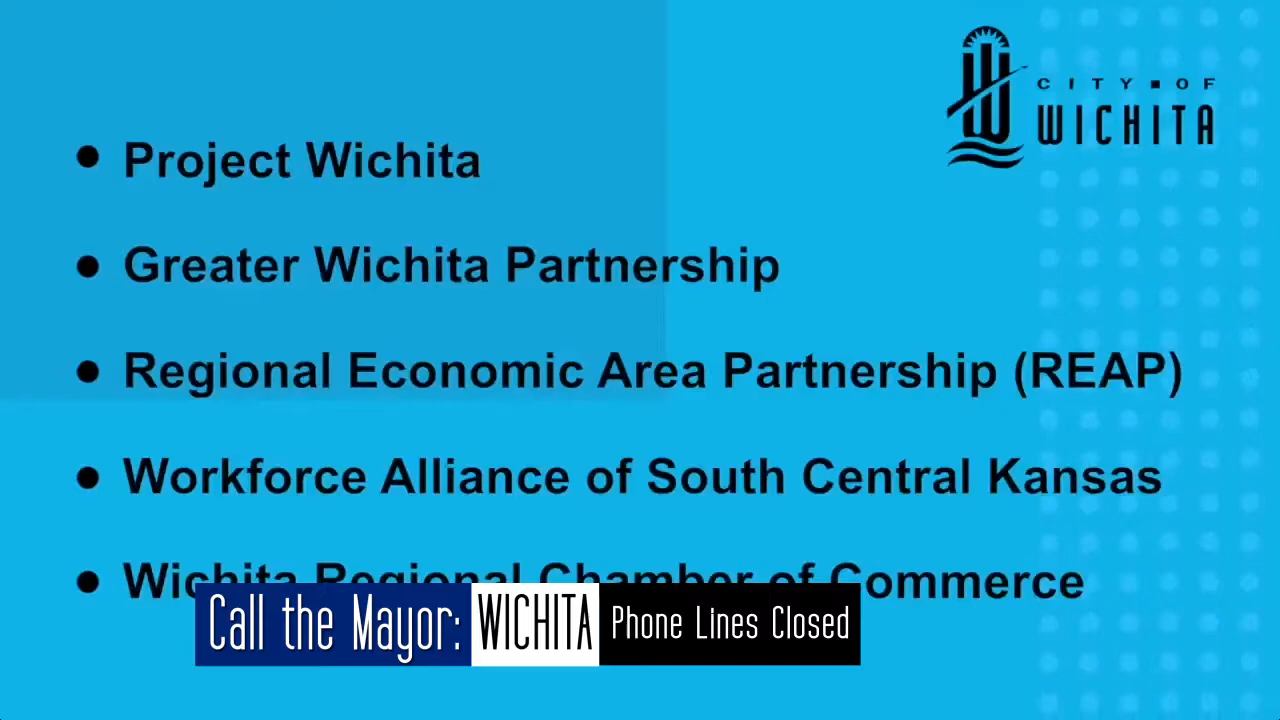 CITY OF
WICHITA
• Project Wichita
• Greater Wichita Partnership
• Regional Economic Area Partnership (REAP)
• Workforce Alliance of South Central Kansas
• Wichita Regional Chamber of Commerce
Call the Mayor: WICHITA Phone Lines Closed